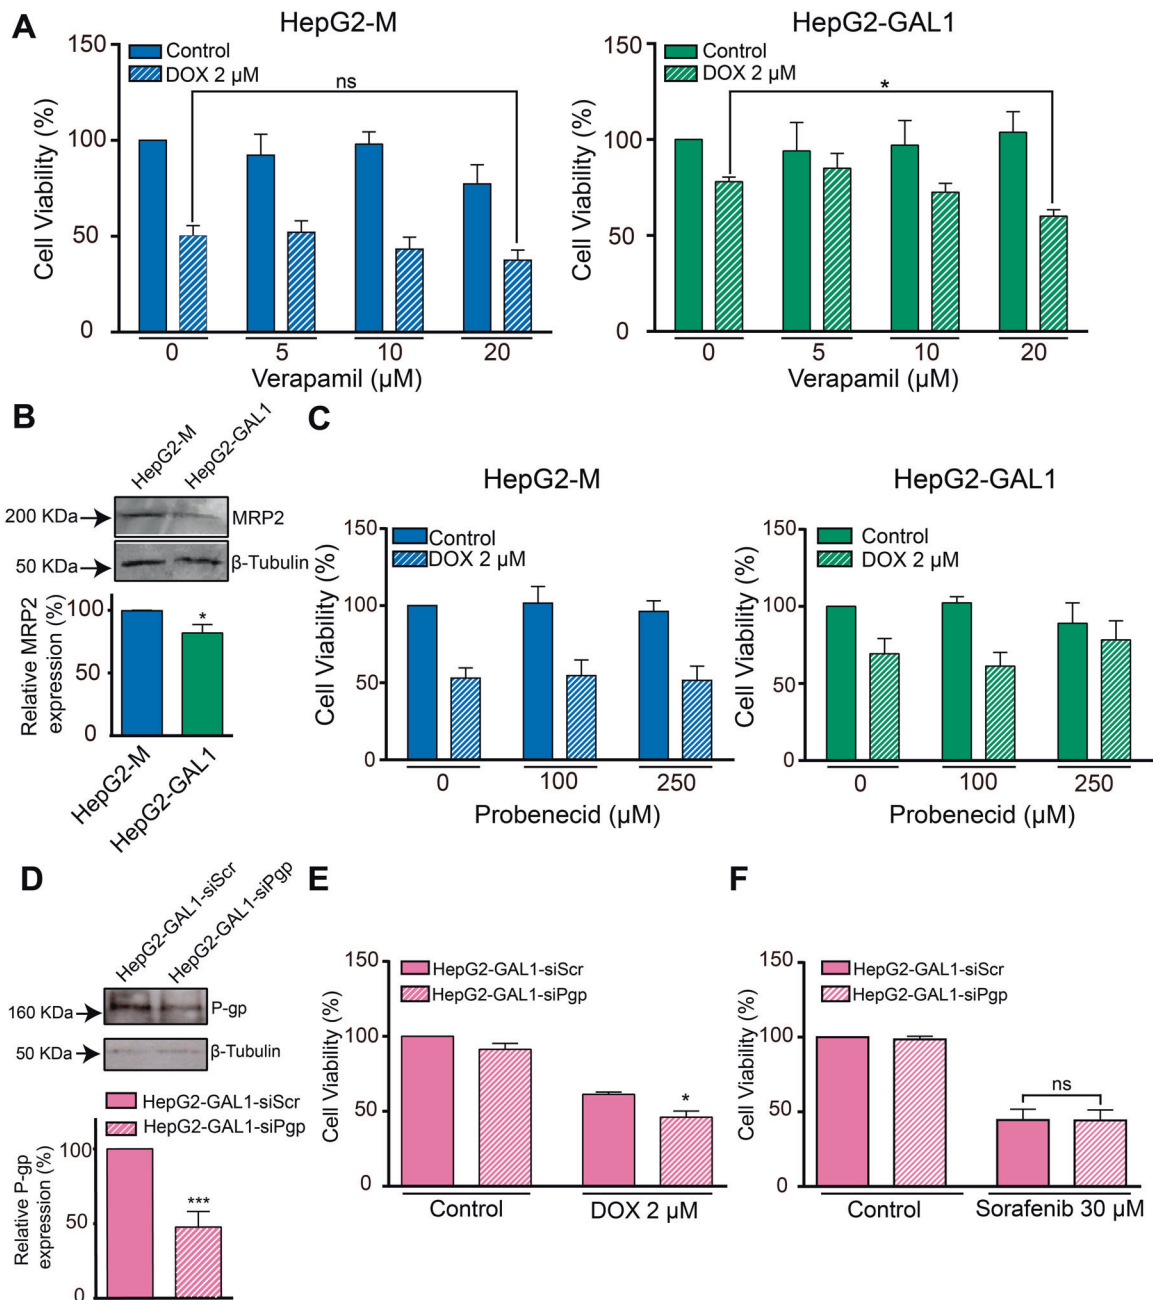 A
HepG2-M
150
100
50
0
Cell Viability (%)
Control
DOX 2 µM
ns
0 5 10 20
Verapamil (µM)
HepG2-GAL1
150
100
50
0
Cell Viability (%)
Control
DOX 2 µM
*
0 5 10 20
Verapamil (µM)
B
HepG2-M
HepG2-GAL1
200 KDa
MRP2
50 KDa
β-Tubulin
Relative MRP2
expression (%)
100
50
0
*
HepG2-M
HepG2-GAL1
C
HepG2-M
150
100
50
0
Cell Viability (%)
Control
DOX 2 µM
0 100 250
Probenecid (µM)
HepG2-GAL1
150
100
50
0
Cell Viability (%)
Control
DOX 2 µM
0 100 250
Probenecid (µM)
D
HepG2-GAL1-siScr
HepG2-GAL1-siPgp
160 KDa
P-gp
50 KDa
β-Tubulin
HepG2-GAL1-siScr
HepG2-GAL1-siPgp
Relative P-gp
expression (%)
100
50
0
***
E
150
100
50
0
Cell Viability (%)
HepG2-GAL1-siScr
HepG2-GAL1-siPgp
*
Control
DOX 2 µM
F
150
100
50
0
Cell Viability (%)
HepG2-GAL1-siScr
HepG2-GAL1-siPgp
ns
Control
Sorafenib 30 µM